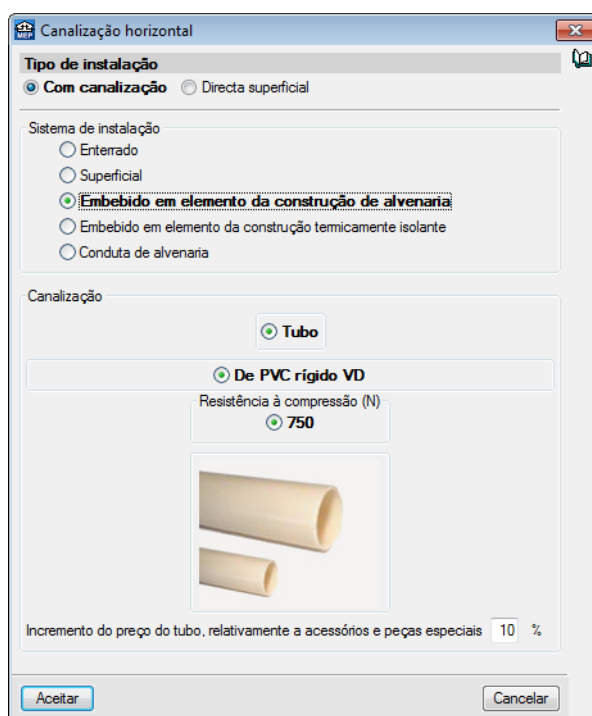 MEP Canalização horizontal
Tipo de instalação
Com canalização Directa superficial
Sistema de instalação
Enterrado
Superficial
Embebido em elemento da construção de alvenaria
Embebido em elemento da construção termicamente isolante
Conduta de alvenaria
Canalização
Tubo
De PVC rígido VD
Resistência à compressão (N)
750
Incremento do preço do tubo, relativamente a acessórios e peças especiais 10 %
Aceitar Cancelar